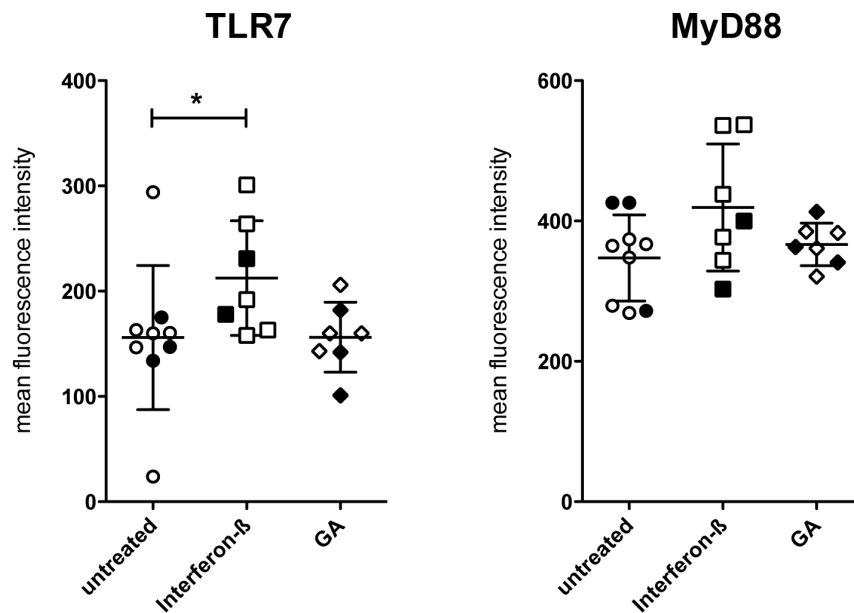 TLR7
400
300
200
100
0
mean fluorescence intensity
*
untreated
Interferon-ß
GA
MyD88
600
400
200
0
mean fluorescence intensity
untreated
Interferon-ß
GA